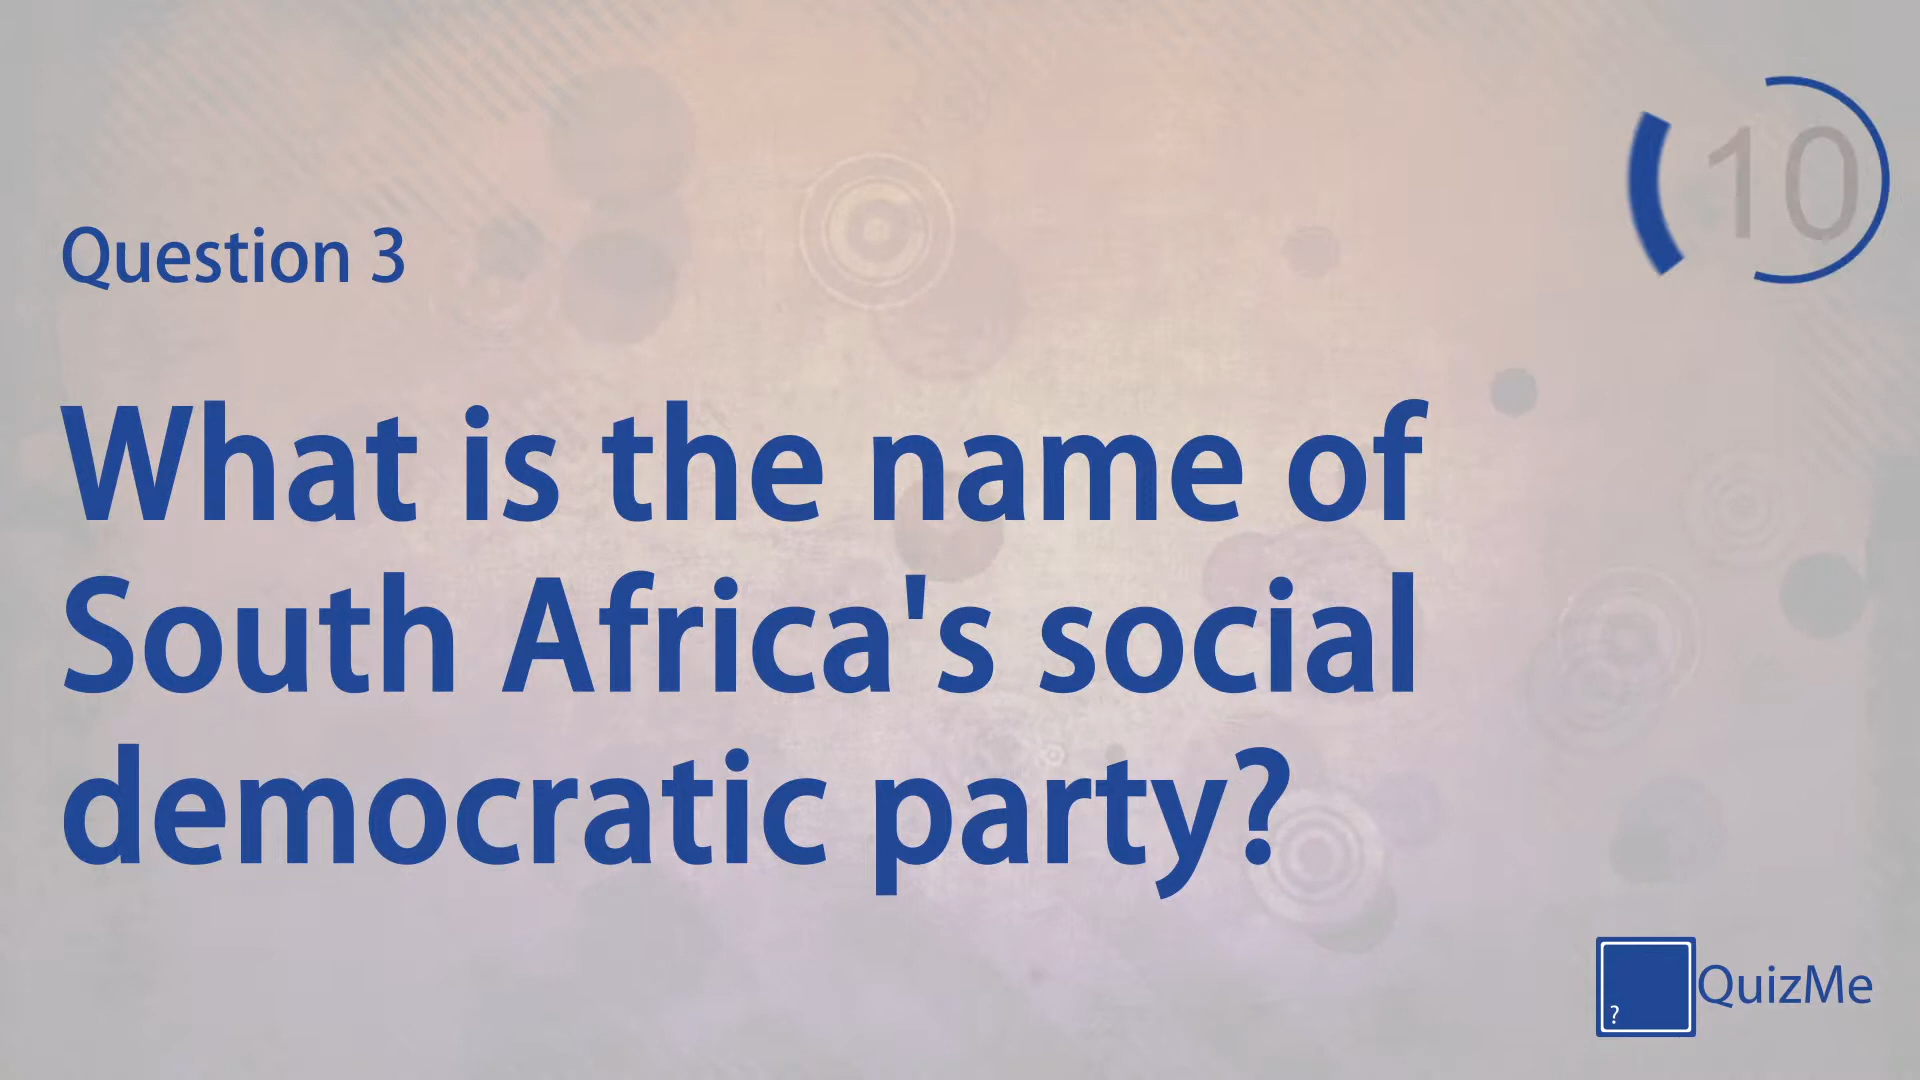 10
Question 3
What is the name of
South Africa's social
democratic party?
?
QuizMe